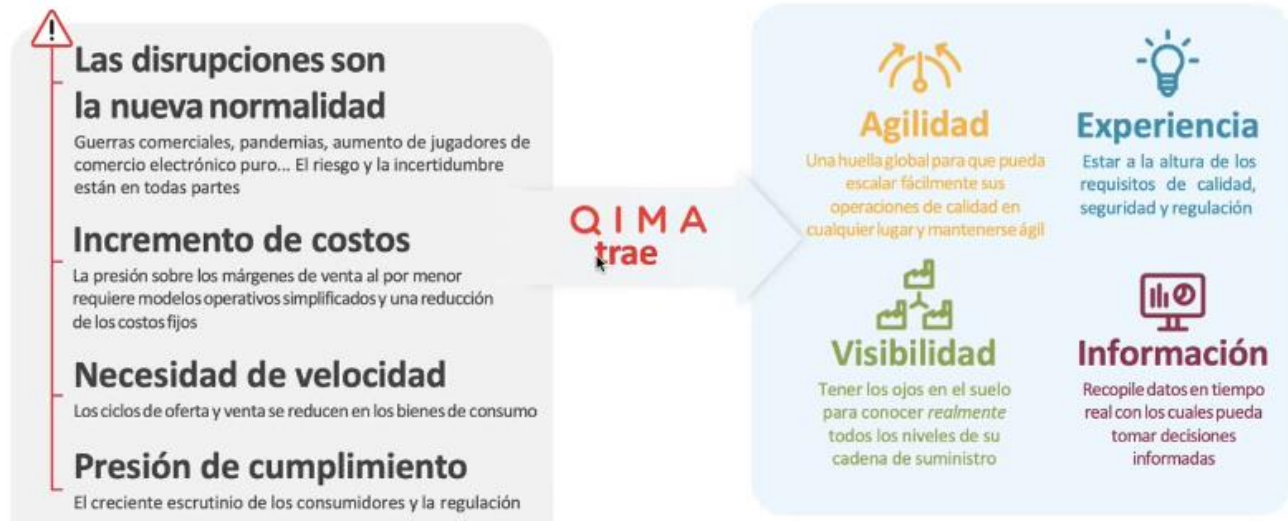 Las disrupciones son
la nueva normalidad
Guerras comerciales, pandemias, aumento de jugadores de
comercio electrónico puro... El riesgo y la incertidumbre
están en todas partes
Incremento de costos
La presión sobre los márgenes de venta al por menor
requiere modelos operativos simplificados y una reducción
de los costos fijos
Necesidad de velocidad
Los ciclos de oferta y venta se reducen en los bienes de consumo
Presión de cumplimiento
El creciente escrutinio de los consumidores y la regulación
QIMA
trae
Agilidad
Una huella global para que pueda
escalar fácilmente sus
operaciones de calidad en
cualquier lugar y mantenerse ágil
Experiencia
Estar a la altura de los
requisitos de calidad,
seguridad y regulación
Visibilidad
Tener los ojos en el suelo
para conocer realmente
todos los niveles de su
cadena de suministro
Información
Recopile datos en tiempo
real con los cuales pueda
tomar decisiones
informadas